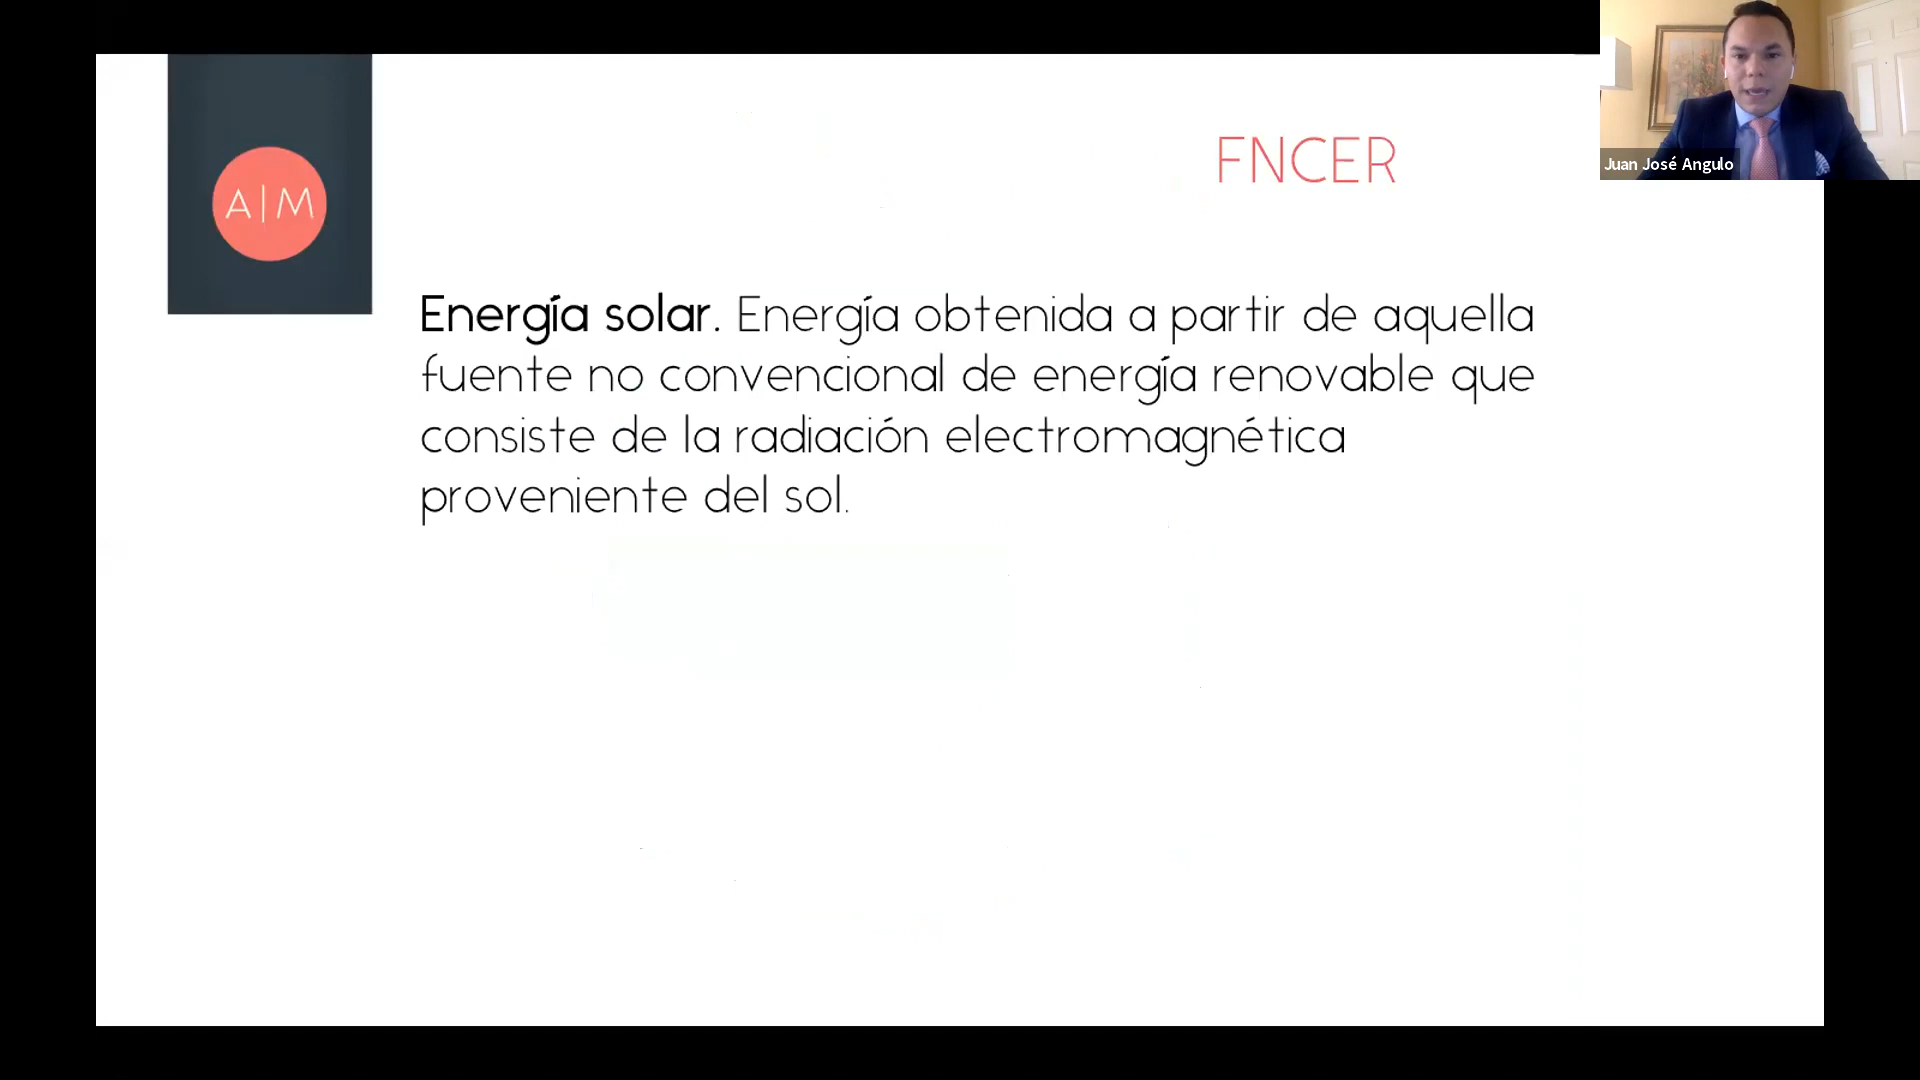 A|M
FNCER
Juan José Angulo
Energía solar. Energía obtenida a partir de aquella
fuente no convencional de energía renovable que
consiste de la radiación electromagnética
proveniente del sol.